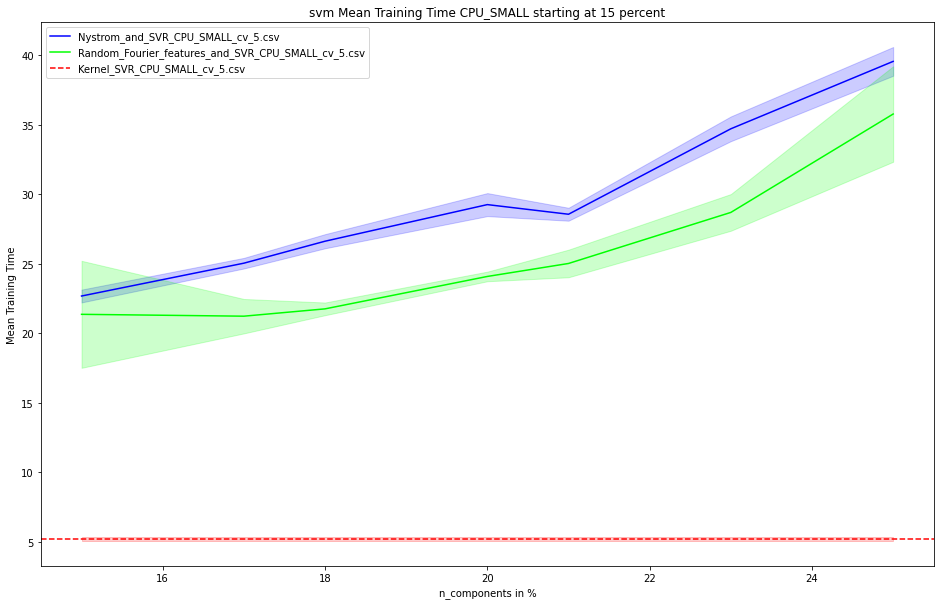 svm Mean Training Time CPU_SMALL starting at 15 percent
Nystrom_and_SVR_CPU_SMALL_cv_5.csv
Random_Fourier_features_and_SVR_CPU_SMALL_cv_5.csv
Kernel_SVR_CPU_SMALL_cv_5.csv
Mean Training Time
40
35
30
25
20
15
10
5
16 18 20 22 24
n_components in %